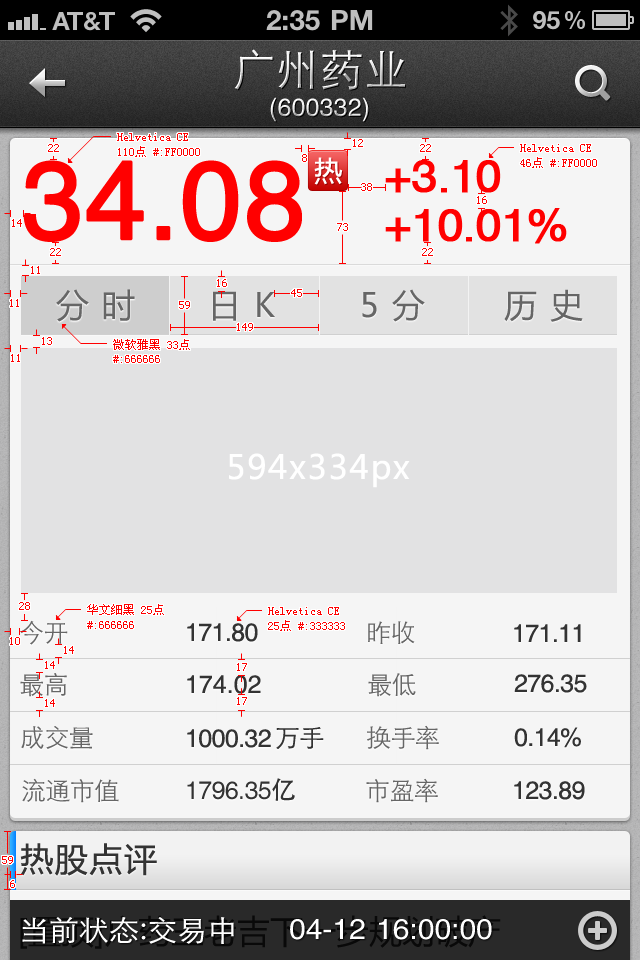 AT&T 2:35 PM 95%
广州药业
(600332)
Helvetica CE
110点 #:FF0000
22
12
22
Helvetica CE
46点 #:FF0000
34.08
8
热
38
+3.10
16
14
73
+10.01%
22
22
11
16
11
59
45
分时 日K 5分 历史
149
13
微软雅黑 33点
#:666666
11
594x334px
28
华文细黑 25点
#:666666
Helvetica CE
25点 #:333333
今开 171.80 昨收 171.11
10
14
14
17
最高 174.02 最低 276.35
14
17
成交量 1000.32万手 换手率 0.14%
流通市值 1796.35亿 市盈率 123.89
59
热股点评
6
当前状态:交易中 04-12 16:00:00